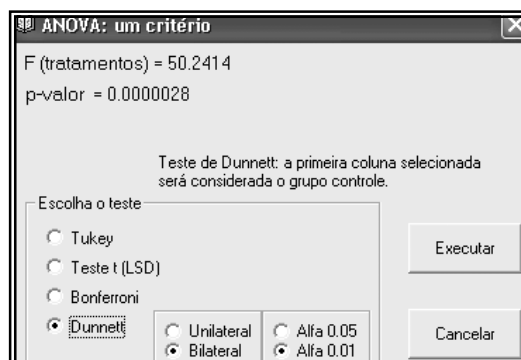 ANOVA: um critério
F (tratamentos) = 50.2414
p-valor = 0.0000028
Teste de Dunnett: a primeira coluna selecionada
será considerada o grupo controle.
Escolha o teste
Tukey
Teste t (LSD)
Bonferroni
Dunnett
Unilateral
Bilateral
Alfa 0.05
Alfa 0.01
Executar
Cancelar